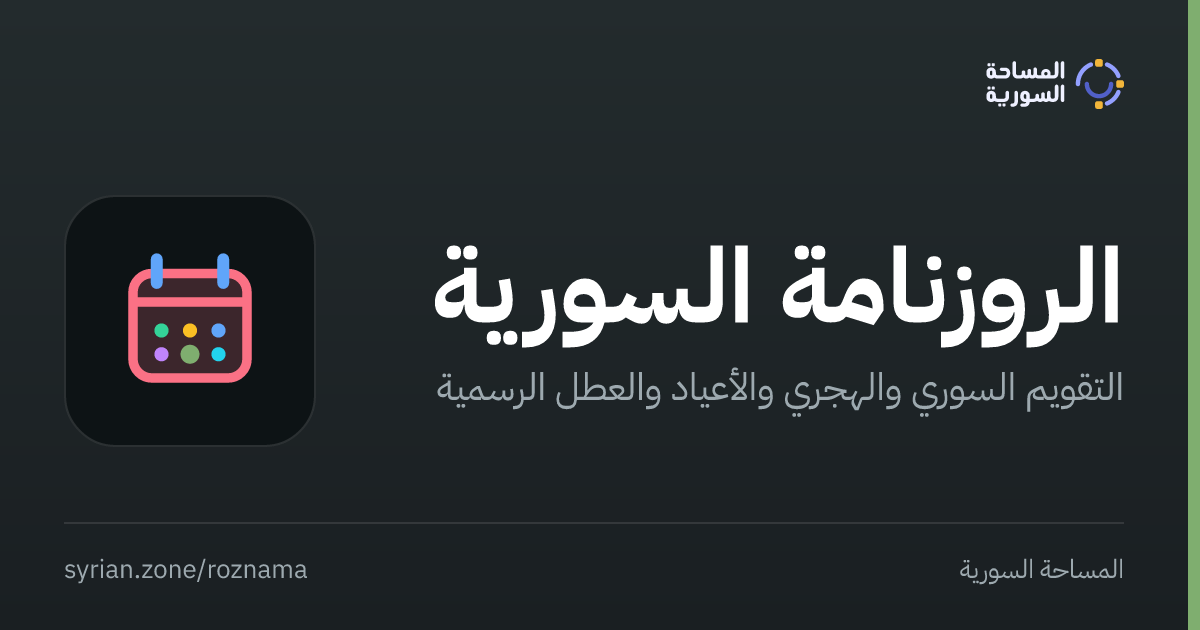 المساحة
السورية
الروزنامة السورية
التقويم السوري والهجري والأعياد والعطل الرسمية
المساحة السورية
syrian.zone/roznama